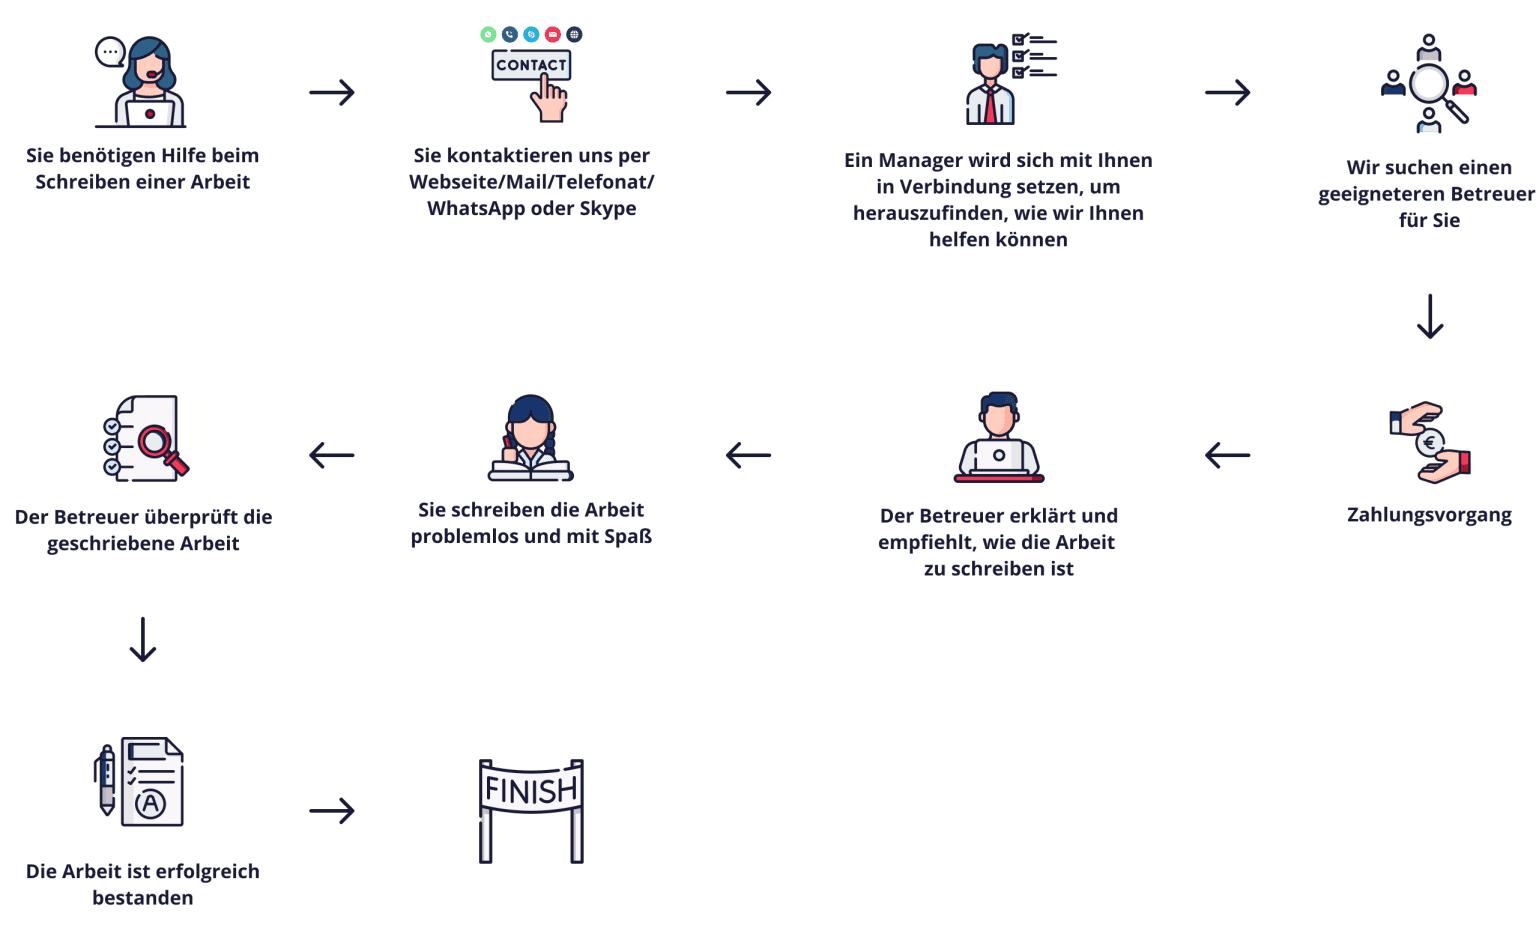 CONTACT
Sie benötigen Hilfe beim
Schreiben einer Arbeit
Sie kontaktieren uns per
Webseite/Mail/Telefonat/
WhatsApp oder Skype
Ein Manager wird sich mit Ihnen
in Verbindung setzen, um
herauszufinden, wie wir Ihnen
helfen können
Wir suchen einen
geeigneteren Betreuer
für Sie
€
Zahlungsvorgang
Der Betreuer erklärt und
empfiehlt, wie die Arbeit
zu schreiben ist
Sie schreiben die Arbeit
problemlos und mit Spaß
Der Betreuer überprüft die
geschriebene Arbeit
A
Die Arbeit ist erfolgreich
bestanden
FINISH